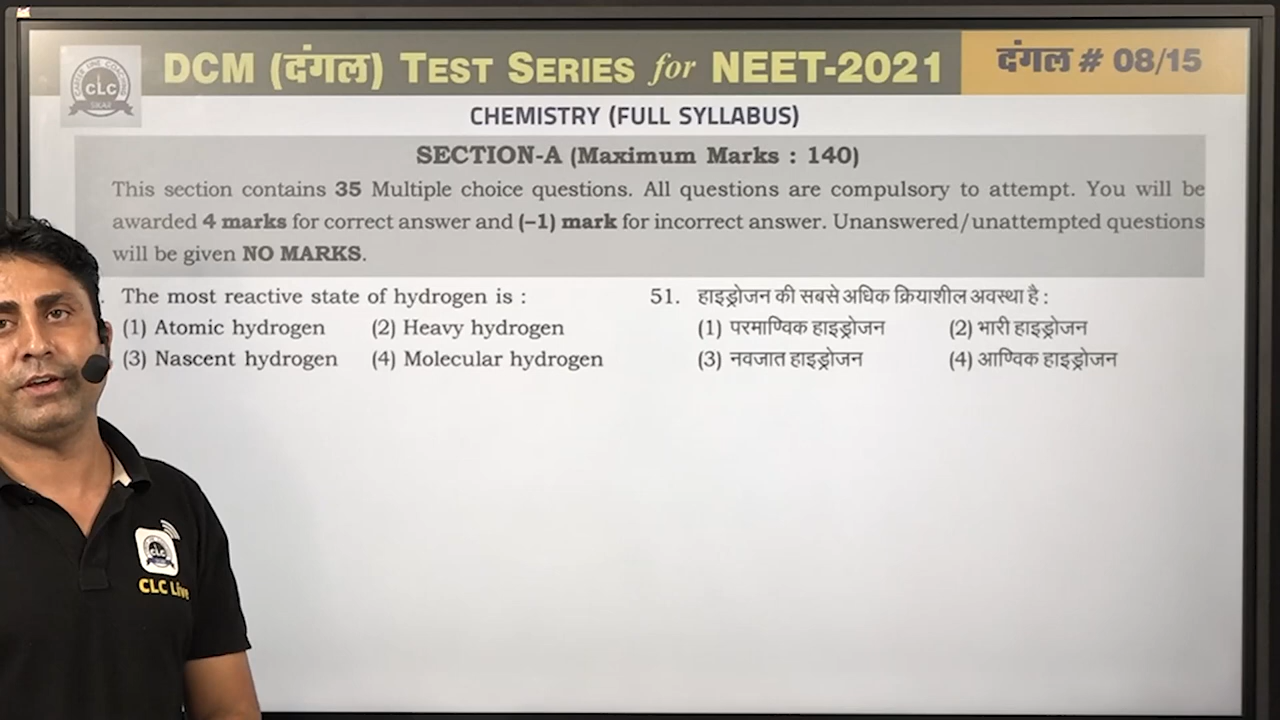 DCM (दंगल) TEST SERIES for NEET-2021
दंगल # 08/15
CLC
SIKAR
CHEMISTRY (FULL SYLLABUS)
SECTION-A (Maximum Marks : 140)
This section contains 35 Multiple choice questions. All questions are compulsory to attempt. You will be
awarded 4 marks for correct answer and (–1) mark for incorrect answer. Unanswered/unattempted questions
will be given NO MARKS.
The most reactive state of hydrogen is :
(1) Atomic hydrogen (2) Heavy hydrogen
(3) Nascent hydrogen (4) Molecular hydrogen
51. हाइड्रोजन की सबसे अधिक क्रियाशील अवस्था है :
(1) परमाण्विक हाइड्रोजन (2) भारी हाइड्रोजन
(3) नवजात हाइड्रोजन (4) आण्विक हाइड्रोजन
CLC
CLC Live